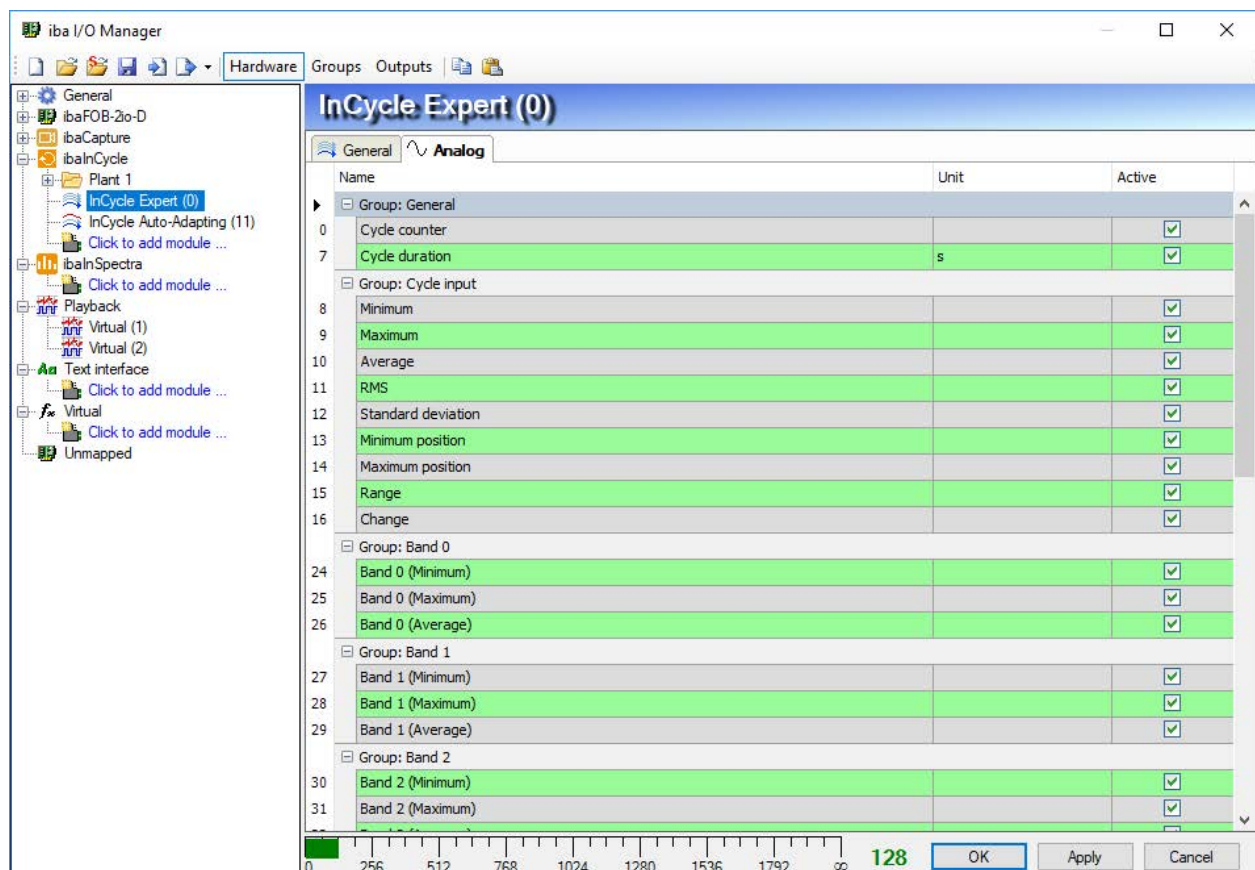 iba I/O Manager
Hardware Groups Outputs
General
ibaFOB-2io-D
ibaCapture
ibaInCycle
Plant 1
InCycle Expert (0)
InCycle Auto-Adapting (11)
Click to add module ...
ibaInSpectra
Click to add module ...
Playback
Virtual (1)
Virtual (2)
Text interface
Click to add module ...
Virtual
Click to add module ...
Unmapped
InCycle Expert (0)
General Analog
Name Unit Active
Group: General
0 Cycle counter
7 Cycle duration s
Group: Cycle input
8 Minimum
9 Maximum
10 Average
11 RMS
12 Standard deviation
13 Minimum position
14 Maximum position
15 Range
16 Change
Group: Band 0
24 Band 0 (Minimum)
25 Band 0 (Maximum)
26 Band 0 (Average)
Group: Band 1
27 Band 1 (Minimum)
28 Band 1 (Maximum)
29 Band 1 (Average)
Group: Band 2
30 Band 2 (Minimum)
31 Band 2 (Maximum)
0 256 512 768 1024 1280 1536 1792 ∞ 128 OK Apply Cancel